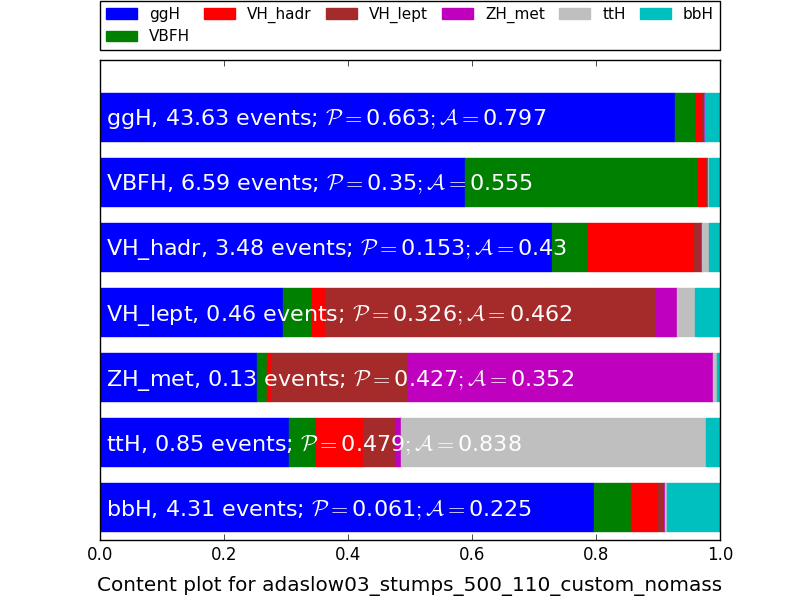 ggH VH_hadr VH_lept ZH_met ttH bbH
VBFH
ggH, 43.63 events; 𝒫 = 0.663; 𝒜 = 0.797
VBFH, 6.59 events; 𝒫 = 0.35; 𝒜 = 0.555
VH_hadr, 3.48 events; 𝒫 = 0.153; 𝒜 = 0.43
VH_lept, 0.46 events; 𝒫 = 0.326; 𝒜 = 0.462
ZH_met, 0.13 events; 𝒫 = 0.427; 𝒜 = 0.352
ttH, 0.85 events; 𝒫 = 0.479; 𝒜 = 0.838
bbH, 4.31 events; 𝒫 = 0.061; 𝒜 = 0.225
0.0 0.2 0.4 0.6 0.8 1.0
Content plot for adaslow03_stumps_500_110_custom_nomass